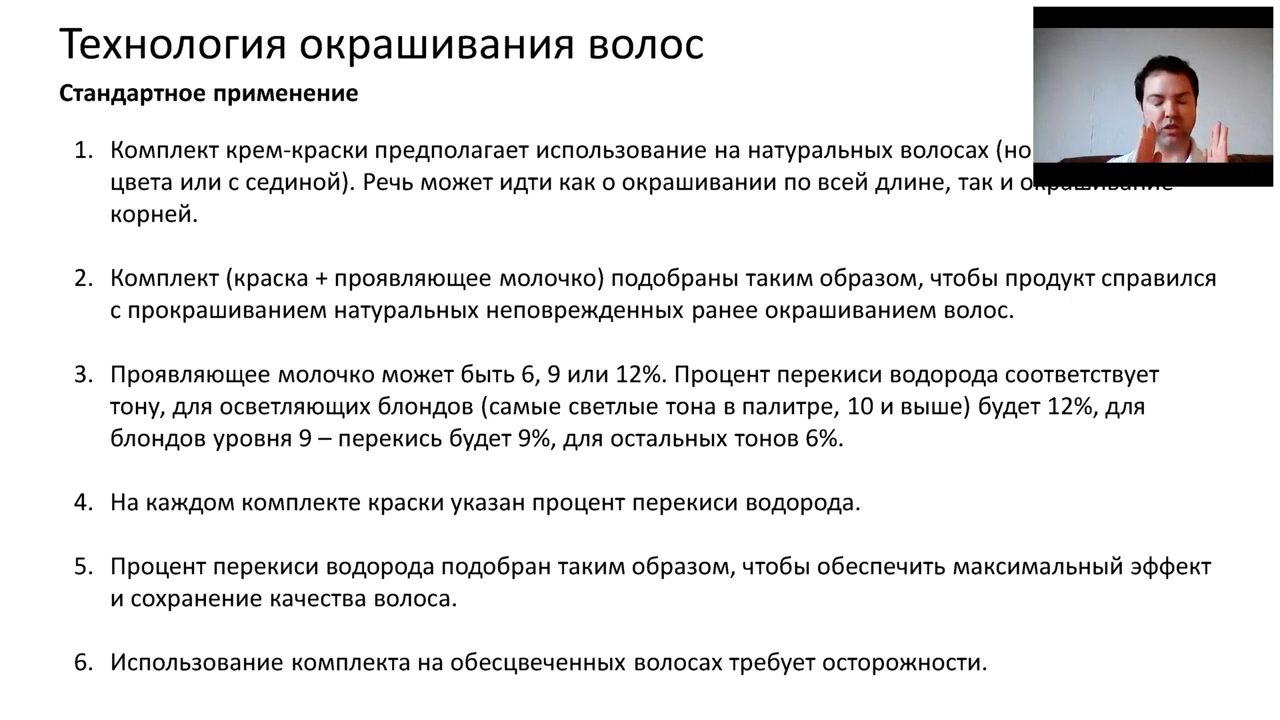 Технология окрашивания волос
Стандартное применение
1. Комплект крем-краски предполагает использование на натуральных волосах (но
цвета или с сединой). Речь может идти как о окрашивании по всей длине, так и окрашивание
корней.
2. Комплект (краска + проявляющее молочко) подобраны таким образом, чтобы продукт справился
с прокрашиванием натуральных неповрежденных ранее окрашиванием волос.
3. Проявляющее молочко может быть 6, 9 или 12%. Процент перекиси водорода соответствует
тону, для осветляющих блондов (самые светлые тона в палитре, 10 и выше) будет 12%, для
блондов уровня 9 – перекись будет 9%, для остальных тонов 6%.
4. На каждом комплекте краски указан процент перекиси водорода.
5. Процент перекиси водорода подобран таким образом, чтобы обеспечить максимальный эффект
и сохранение качества волоса.
6. Использование комплекта на обесцвеченных волосах требует осторожности.